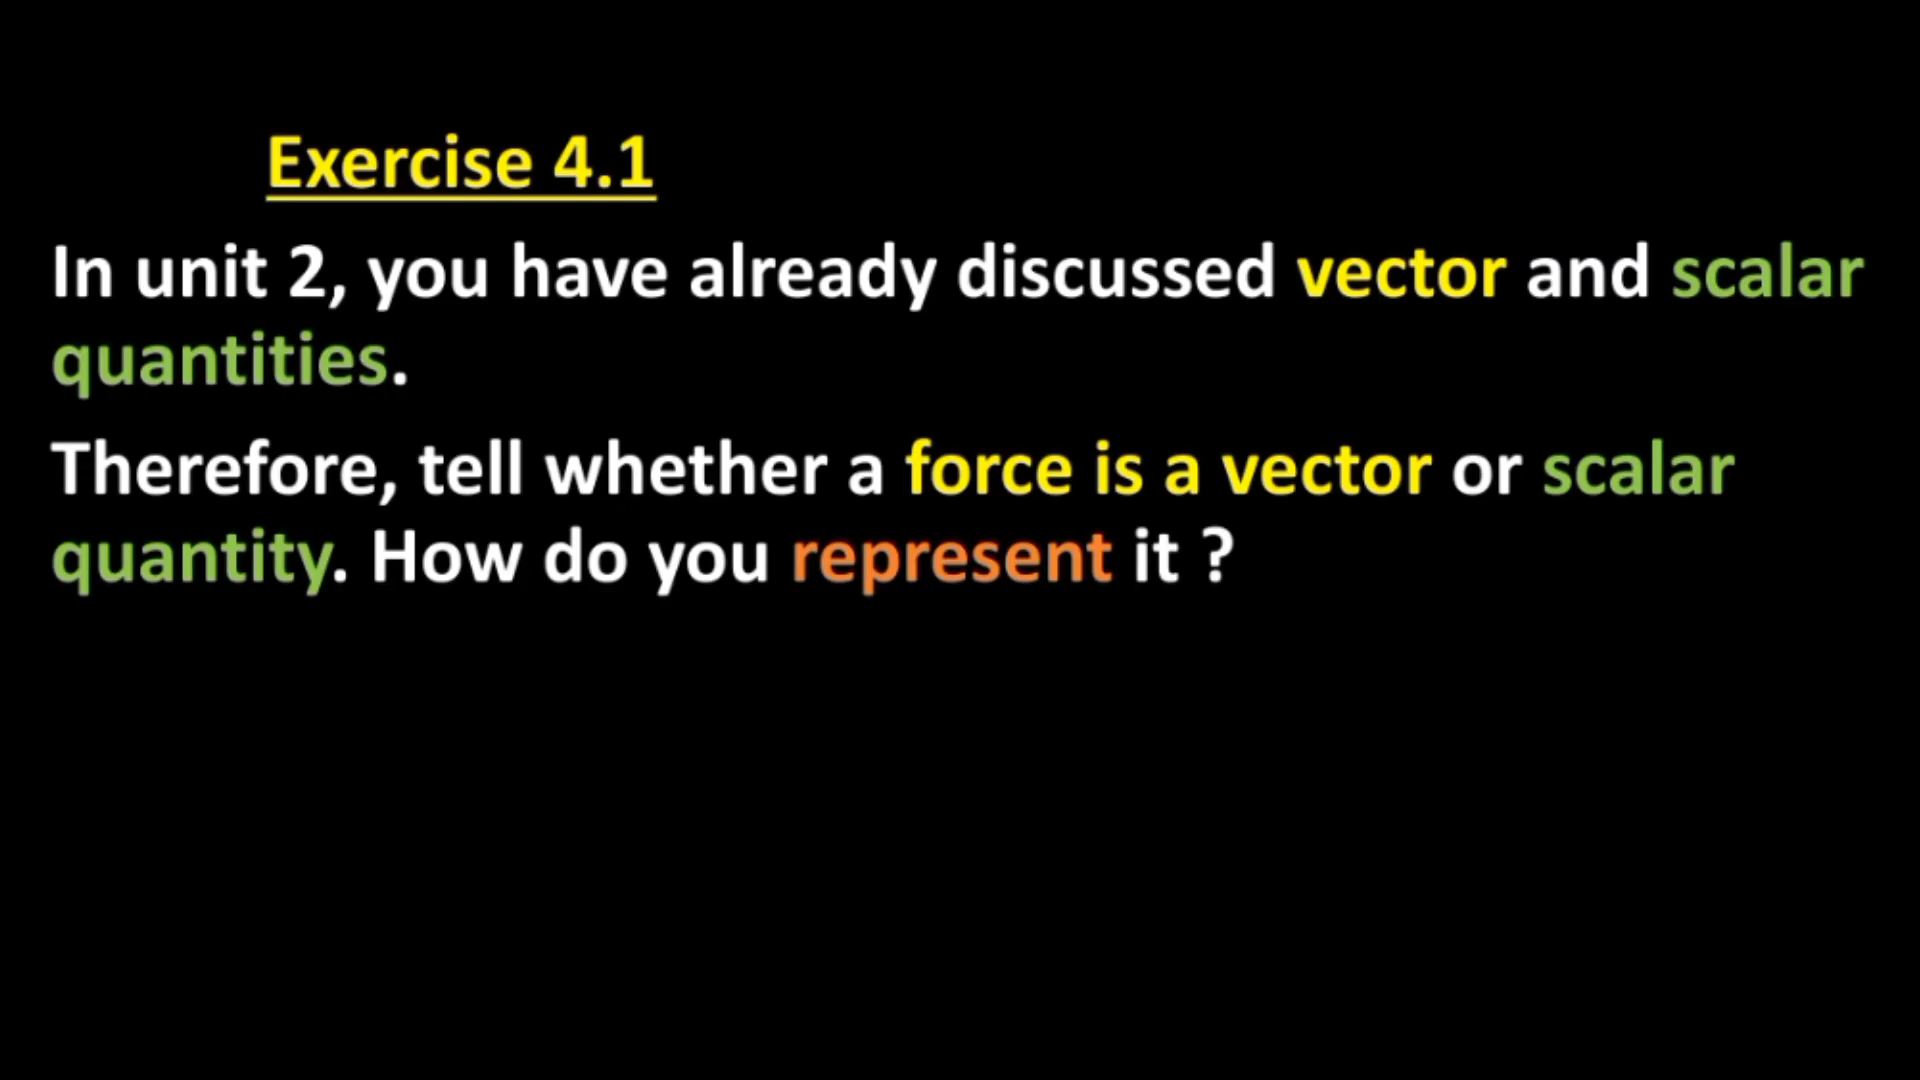 Exercise 4.1
In unit 2, you have already discussed vector and scalar
quantities.
Therefore, tell whether a force is a vector or scalar
quantity. How do you represent it ?